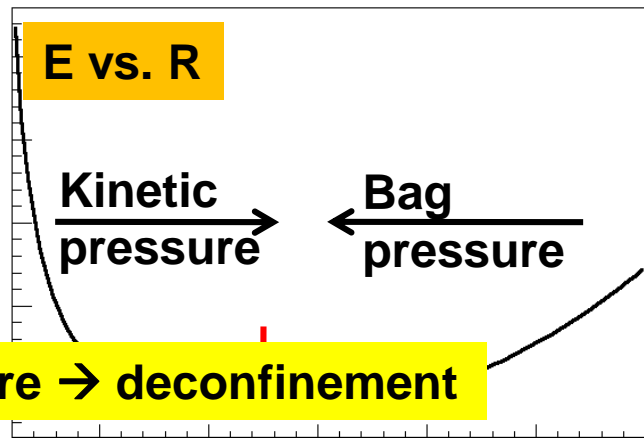 E vs. R
Kinetic
pressure
Bag
pressure
re → deconfinement